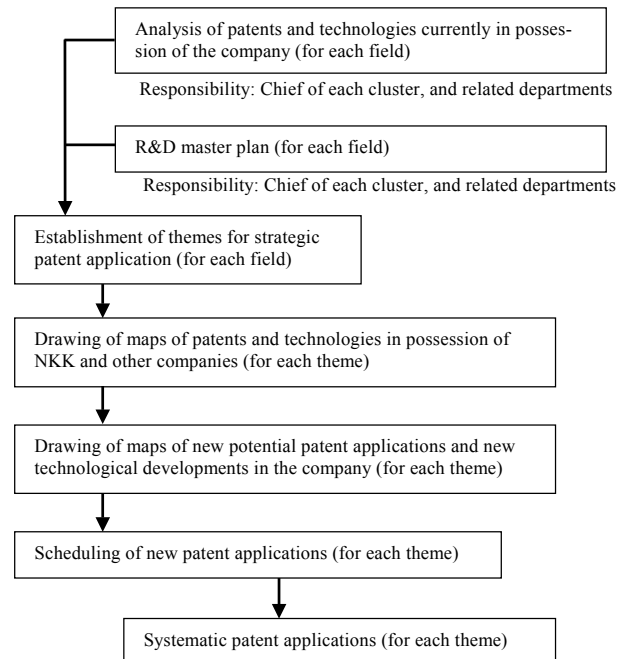 Analysis of patents and technologies currently in posses-
sion of the company (for each field)
Responsibility: Chief of each cluster, and related departments
R&D master plan (for each field)
Responsibility: Chief of each cluster, and related departments
Establishment of themes for strategic
patent application (for each field)
Drawing of maps of patents and technologies in possession of
NKK and other companies (for each theme)
Drawing of maps of new potential patent applications and new
technological developments in the company (for each theme)
Scheduling of new patent applications (for each theme)
Systematic patent applications (for each theme)